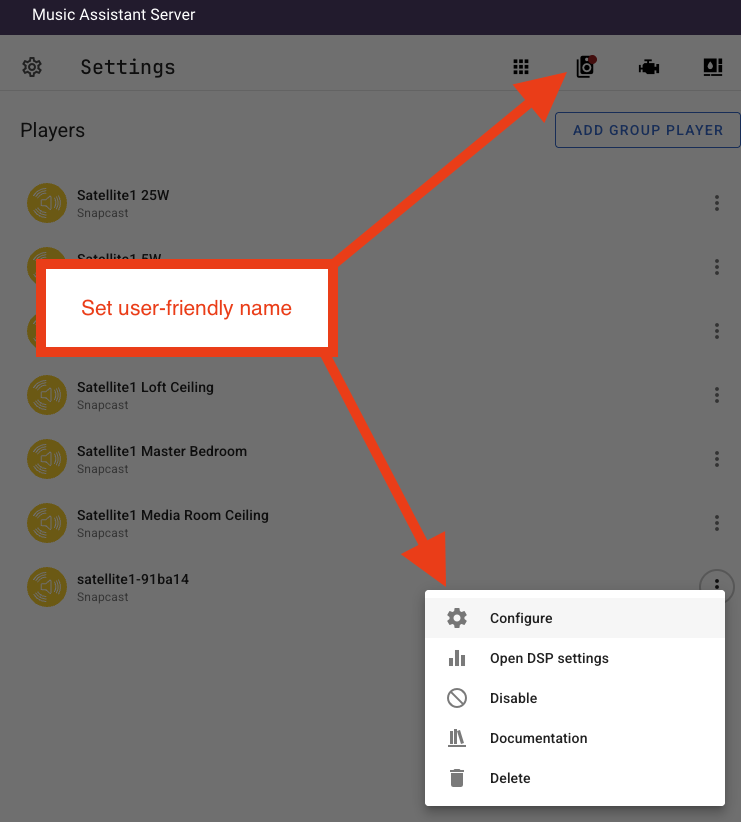 Music Assistant Server
Settings
Players
ADD GROUP PLAYER
Satellite1 25W
Snapcast
Satellite1 5W
Set user-friendly name
Satellite1 Loft Ceiling
Snapcast
Satellite1 Master Bedroom
Snapcast
Satellite1 Media Room Ceiling
Snapcast
satellite1-91ba14
Snapcast
Configure
Open DSP settings
Disable
Documentation
Delete